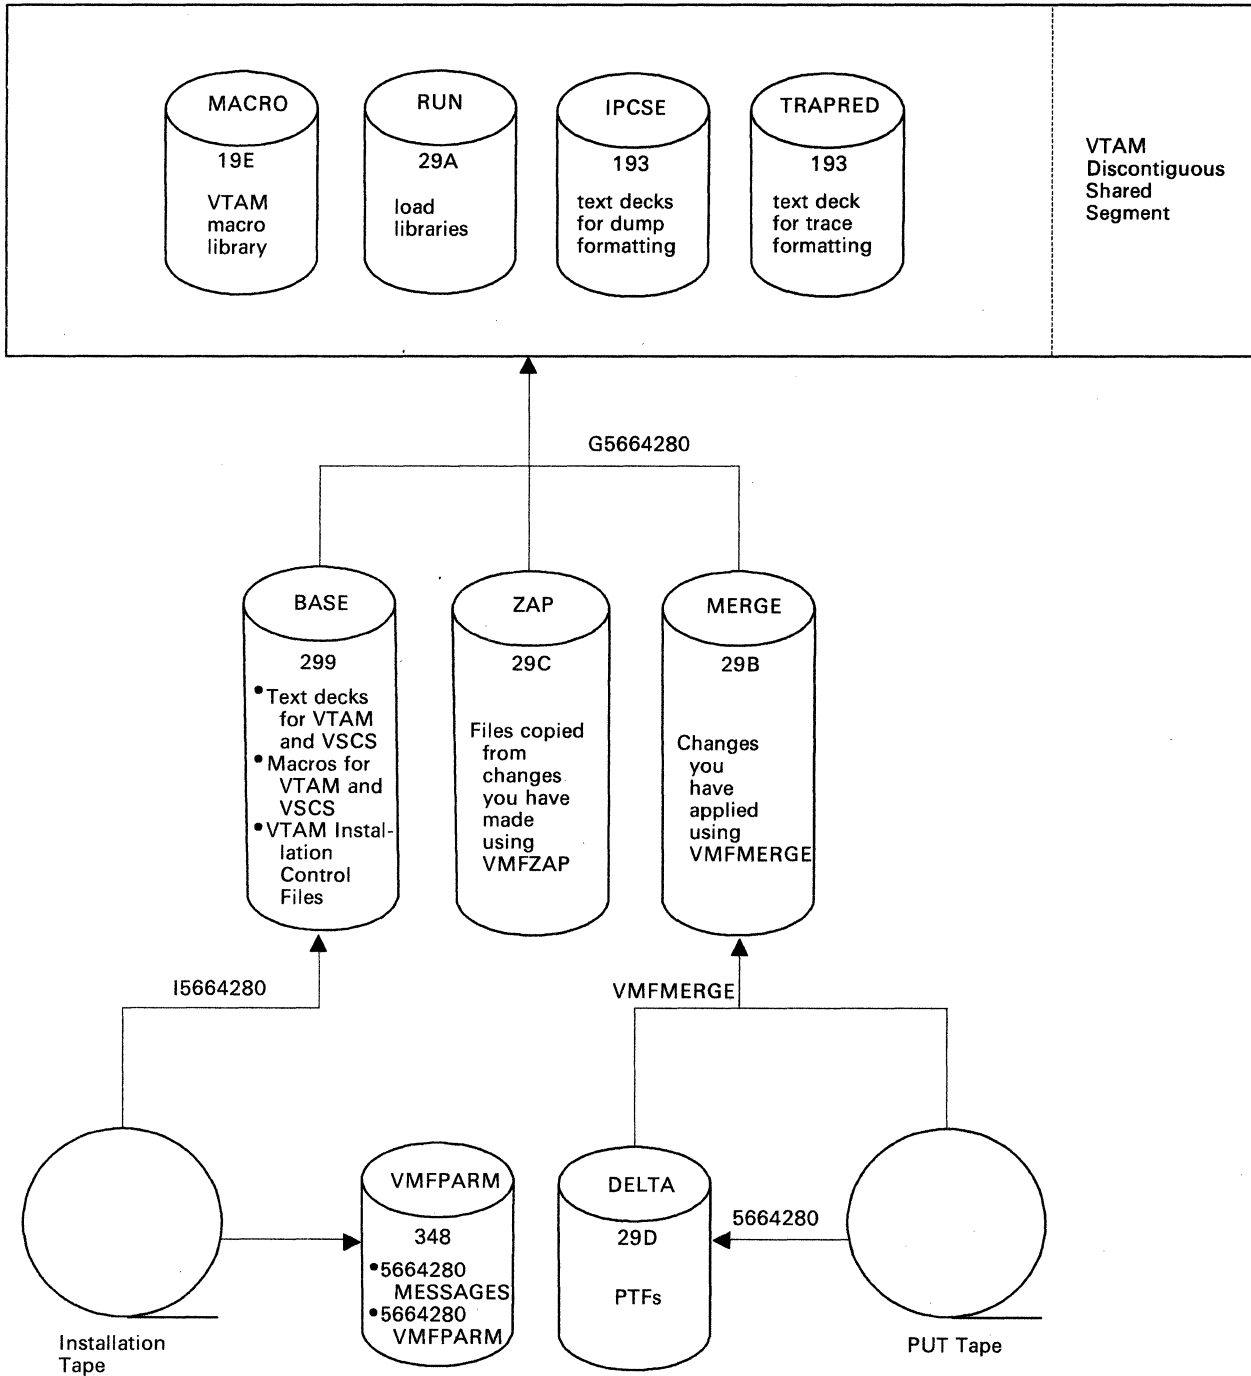 MACRO
19E
VTAM
macro
library
RUN
29A
load
libraries
IPCSE
193
text decks
for dump
formatting
TRAPRED
193
text deck
for trace
formatting
VTAM
Discontiguous
Shared
Segment
G5664280
BASE
299
•Text decks
for VTAM
and VSCS
•Macros for
VTAM and
VSCS
•VTAM Instal-
lation
Control
Files
ZAP
29C
Files copied
from
changes
you have
made
using
VMFZAP
MERGE
29B
Changes
you
have
applied
using
VMFMERGE
I5664280
VMFMERGE
Installation
Tape
VMFPARM
348
•5664280
MESSAGES
•5664280
VMFPARM
DELTA
29D
PTFs
5664280
PUT Tape